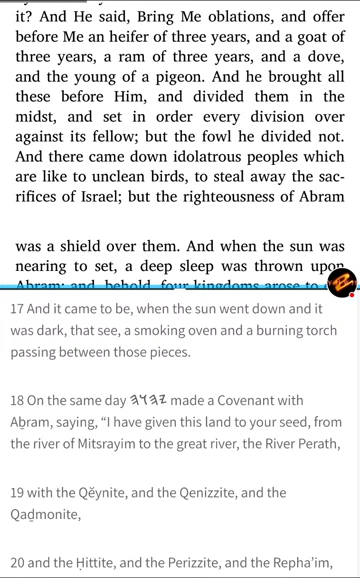 it? And He said, Bring Me oblations, and offer
before Me an heifer of three years, and a goat of
three years, a ram of three years, and a dove,
and the young of a pigeon. And he brought all
these before Him, and divided them in the
midst, and set in order every division over
against its fellow; but the fowl he divided not.
And there came down idolatrous peoples which
are like to unclean birds, to steal away the sac-
rifices of Israel; but the righteousness of Abram
was a shield over them. And when the sun was
nearing to set, a deep sleep was thrown upon
Abram: and, behold, four kingdoms arose to
17 And it came to be, when the sun went down and it
was dark, that see, a smoking oven and a burning torch
passing between those pieces.
18 On the same day 𐤉𐤄𐤅𐤄 made a Covenant with
Aḇram, saying, “I have given this land to your seed, from
the river of Mitsrayim to the great river, the River Perath,
19 with the Qĕynite, and the Qenizzite, and the
Qaḏmonite,
20 and the Ḥittite, and the Perizzite, and the Repha’im,